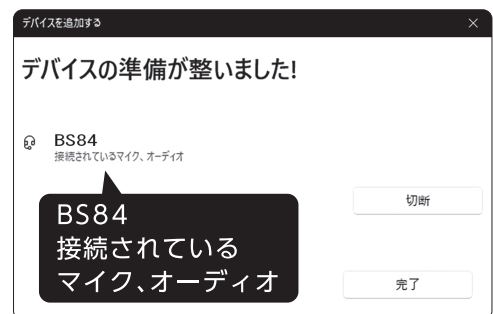 デバイスを追加する
デバイスの準備が整いました!
BS84
接続されているマイク、オーディオ
切断
BS84
接続されている
マイク、オーディオ
完了